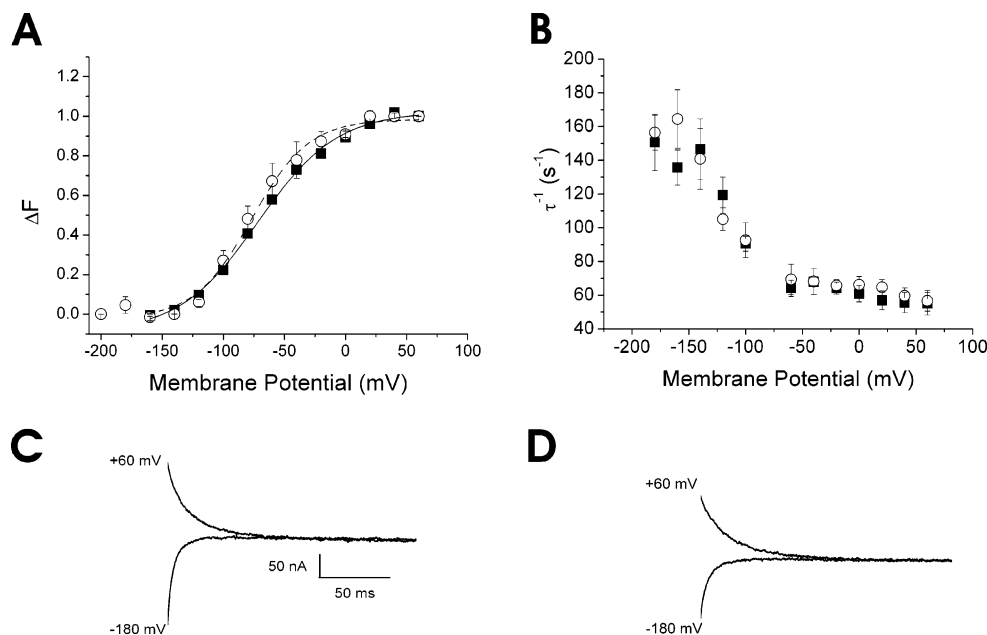 A
ΔF
1.2
1.0
0.8
0.6
0.4
0.2
0.0
-200 -150 -100 -50 0 50 100
Membrane Potential (mV)
B
τ⁻¹ (s⁻¹)
200
180
160
140
120
100
80
60
40
-200 -150 -100 -50 0 50 100
Membrane Potential (mV)
C
+60 mV
50 nA
50 ms
-180 mV
D
+60 mV
-180 mV